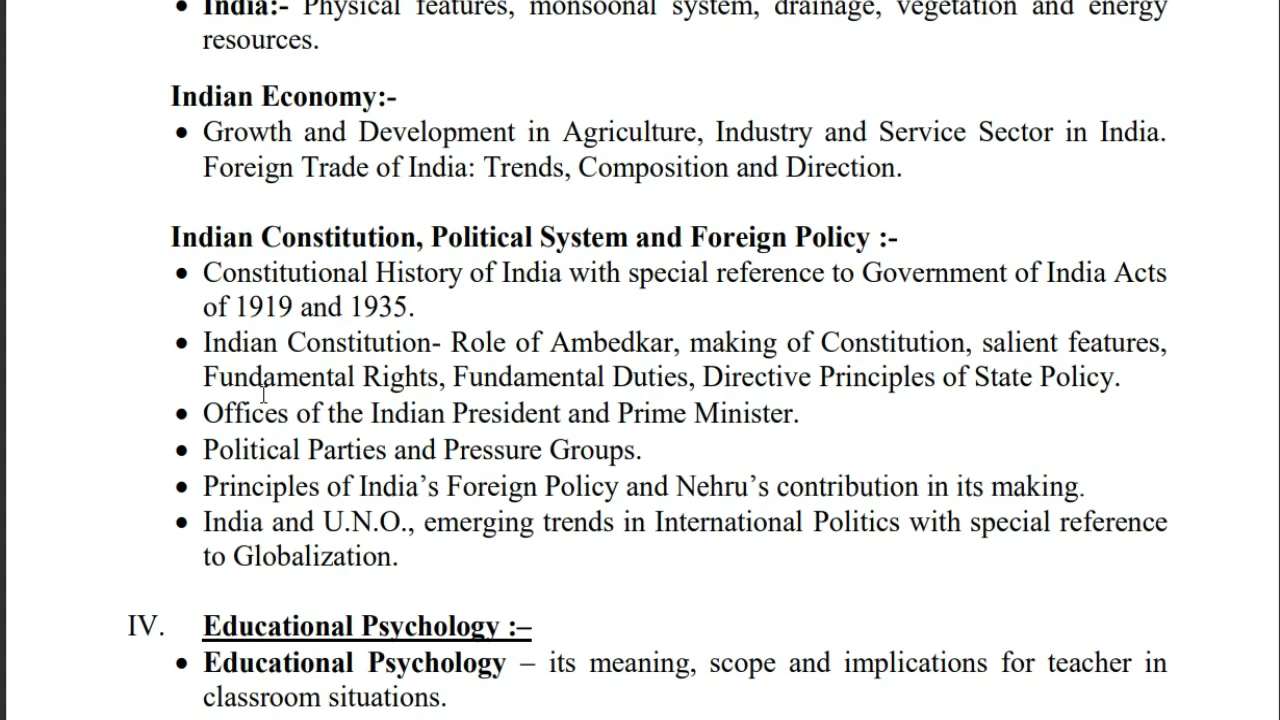 • India:- Physical features, monsoonal system, drainage, vegetation and energy
resources.
Indian Economy:-
• Growth and Development in Agriculture, Industry and Service Sector in India.
Foreign Trade of India: Trends, Composition and Direction.
Indian Constitution, Political System and Foreign Policy :-
• Constitutional History of India with special reference to Government of India Acts
of 1919 and 1935.
• Indian Constitution- Role of Ambedkar, making of Constitution, salient features,
Fundamental Rights, Fundamental Duties, Directive Principles of State Policy.
• Offices of the Indian President and Prime Minister.
• Political Parties and Pressure Groups.
• Principles of India’s Foreign Policy and Nehru’s contribution in its making.
• India and U.N.O., emerging trends in International Politics with special reference
to Globalization.
IV. Educational Psychology :–
• Educational Psychology – its meaning, scope and implications for teacher in
classroom situations.